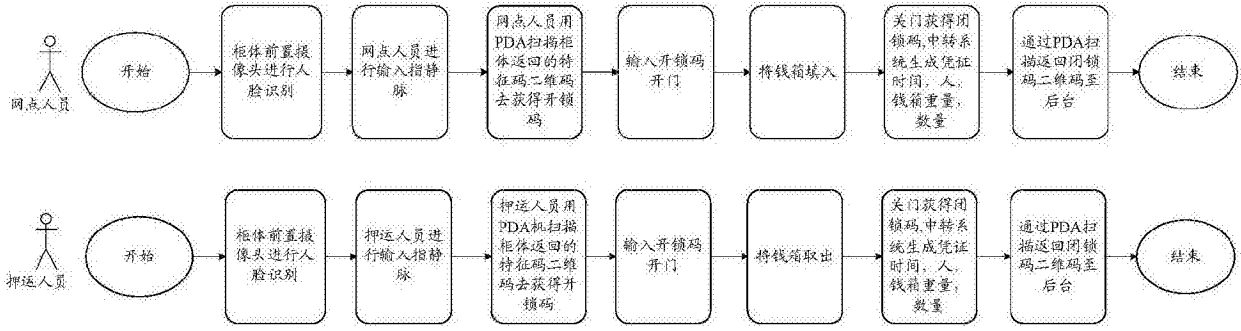 网点人员
开始
柜体前置摄
像头进行人
脸识别
网点人员进
行输入指静
脉
网点人员用
PDA扫描柜
体返回的特
征码二维码
去获得开锁
码
输入开锁码
开门
将钱箱填入
关门获得闭
锁码,中转系
统生成凭证
时间，人，
钱箱重量，
数量
通过PDA扫
描返回闭锁
码二维码至
后台
结束
押运人员
开始
柜体前置摄
像头进行人
脸识别
押运人员进
行输入指静
脉
押运人员用
PDA机扫描
柜体返回的
特征码二维
码去获得开
锁码
输入开锁码
开门
将钱箱取出
关门获得闭
锁码,中转系
统生成凭证
时间，人，
钱箱重量，
数量
通过PDA扫
描返回闭锁
码二维码至
后台
结束